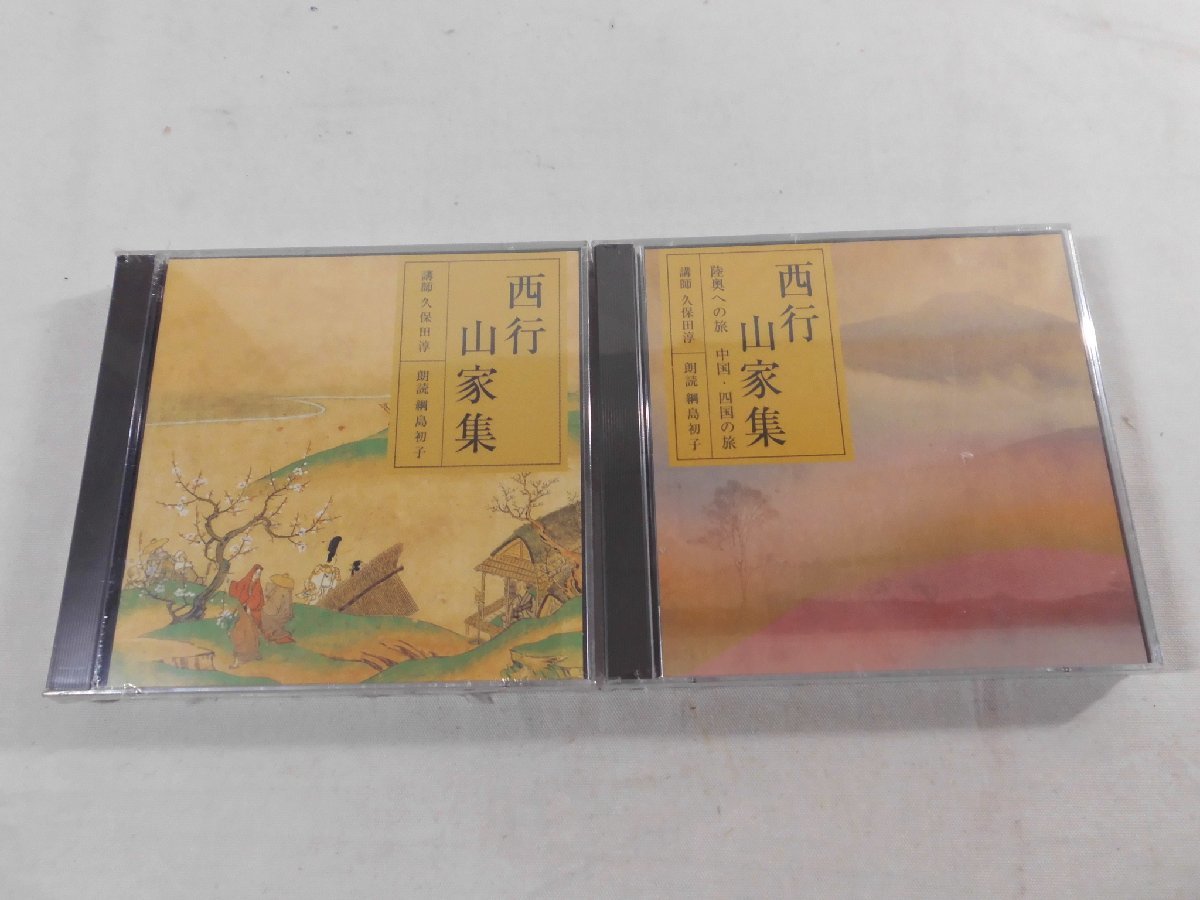 西行
山家集
講師 久保田淳
朗読 綱島初子
西行
山家集
陸奥への旅 中国・四国の旅
講師 久保田淳
朗読 綱島初子